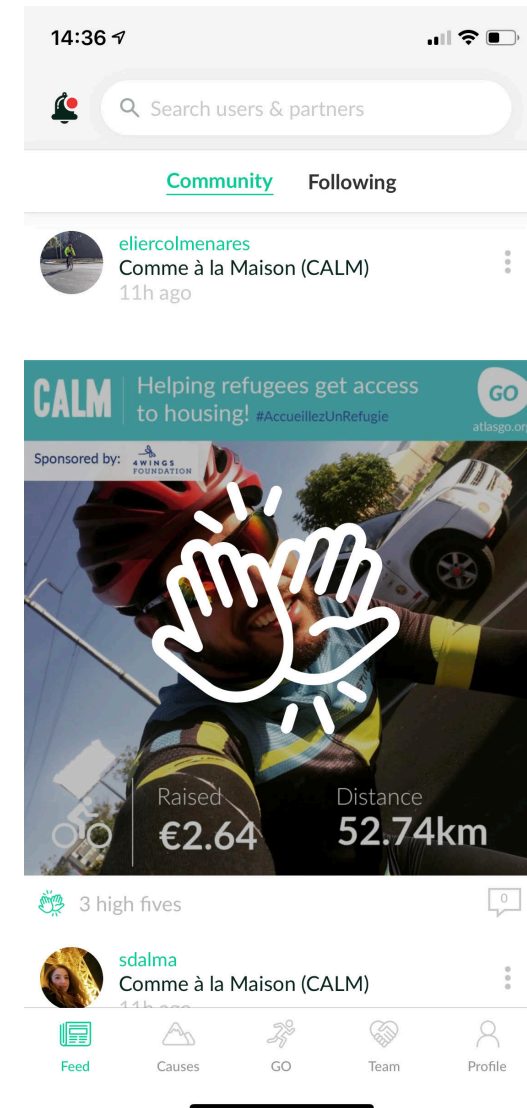 14:36
Search users & partners
Community Following
eliercolmenares
Comme à la Maison (CALM)
11h ago
CALM
Helping refugees get access
to housing! #AccueillezUnRefugie
GO
atlasgo.org
Sponsored by: 4WINGS
FOUNDATION
Raised Distance
€2.64 52.74km
3 high fives 0
sdalma
Comme à la Maison (CALM)
11h ago
Feed Causes GO Team Profile